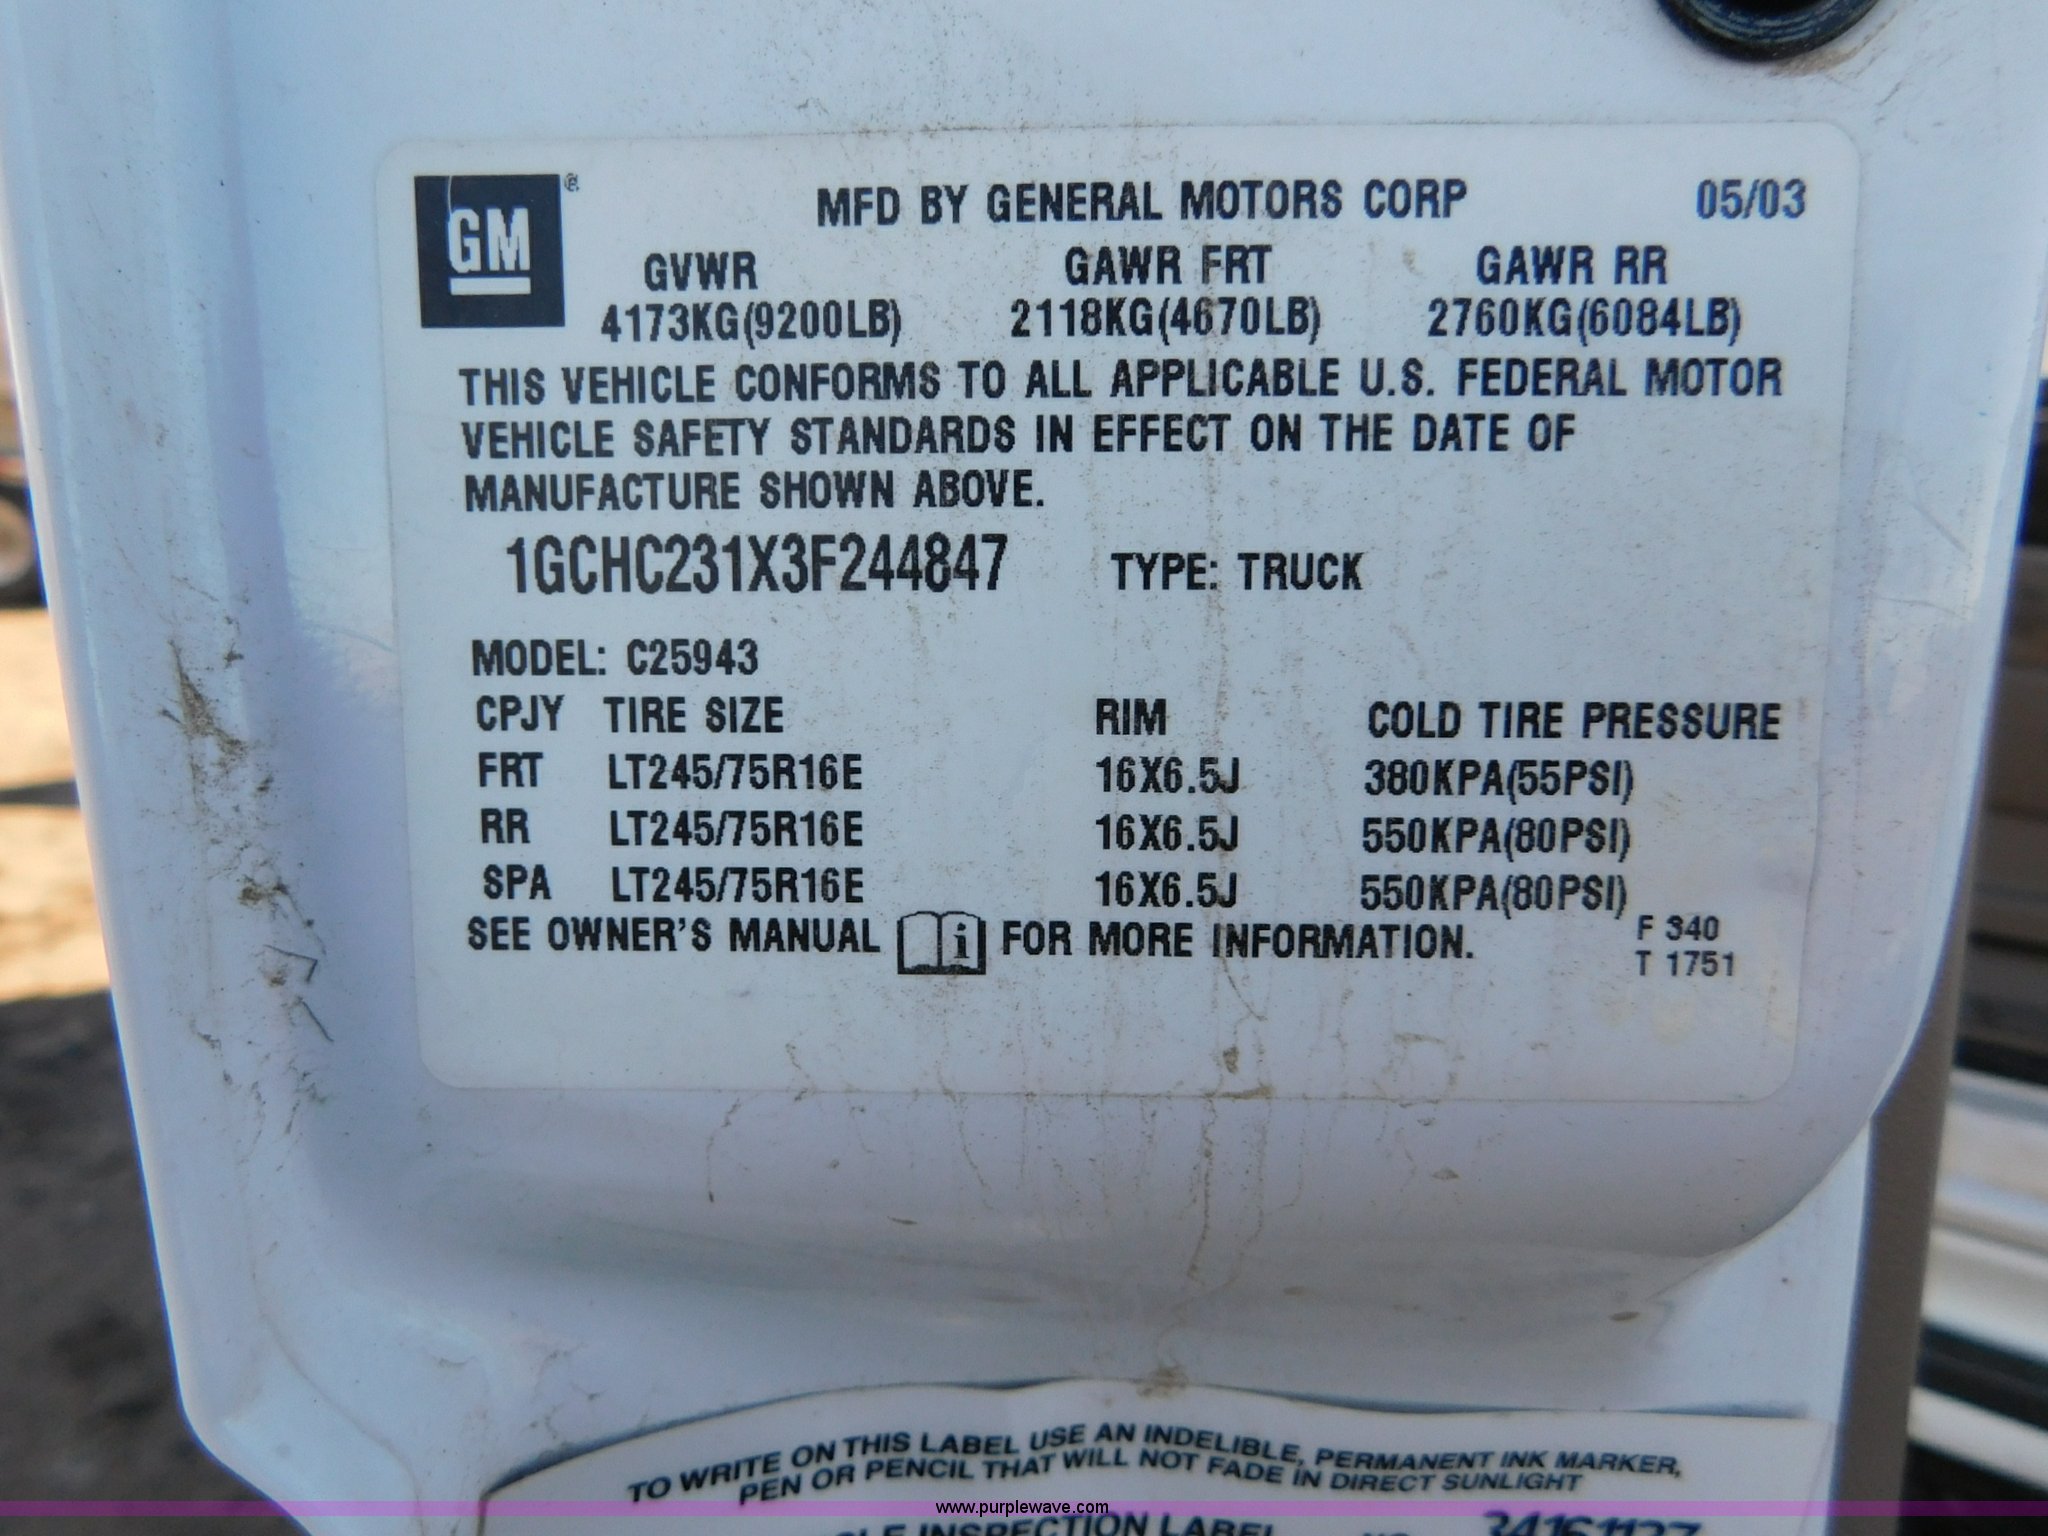 GM®
MFD BY GENERAL MOTORS CORP 05/03
GVWR GAWR FRT GAWR RR
4173KG(9200LB) 2118KG(4670LB) 2760KG(6084LB)
THIS VEHICLE CONFORMS TO ALL APPLICABLE U.S. FEDERAL MOTOR
VEHICLE SAFETY STANDARDS IN EFFECT ON THE DATE OF
MANUFACTURE SHOWN ABOVE.
1GCHC231X3F244847 TYPE: TRUCK
MODEL: C25943
CPJY TIRE SIZE RIM COLD TIRE PRESSURE
FRT LT245/75R16E 16X6.5J 380KPA(55PSI)
RR LT245/75R16E 16X6.5J 550KPA(80PSI)
SPA LT245/75R16E 16X6.5J 550KPA(80PSI)
SEE OWNER'S MANUAL i FOR MORE INFORMATION.
F 340
T 1751
TO WRITE ON THIS LABEL USE AN INDELIBLE, PERMANENT INK MARKER,
PEN OR PENCIL THAT WILL NOT FADE IN DIRECT SUNLIGHT
www.purplewave.com
INSPECTION LABEL